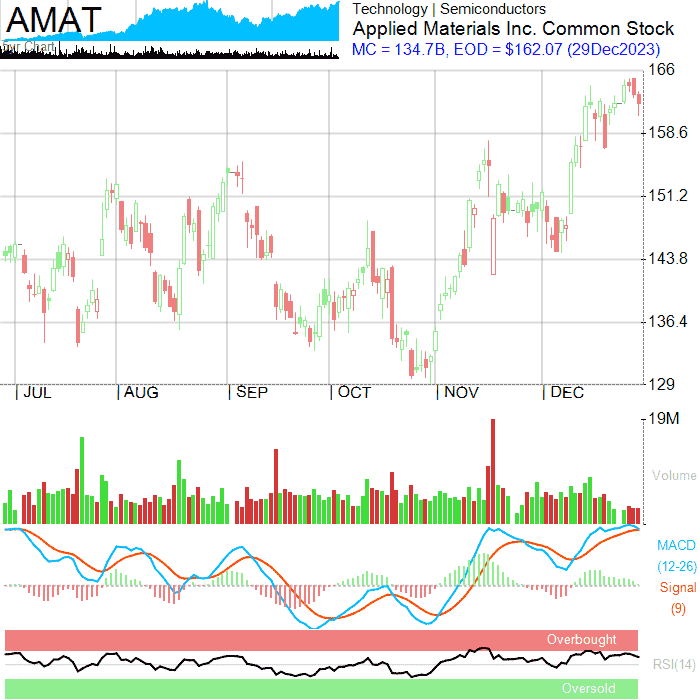 AMAT
Technology | Semiconductors
Applied Materials Inc. Common Stock
MC = 134.7B, EOD = $162.07 (29Dec2023)
166
158.6
151.2
143.8
136.4
129
| JUL | AUG | SEP | OCT | NOV | DEC
19M
Volume
MACD
(12-26)
Signal
(9)
Overbought
RSI(14)
Oversold